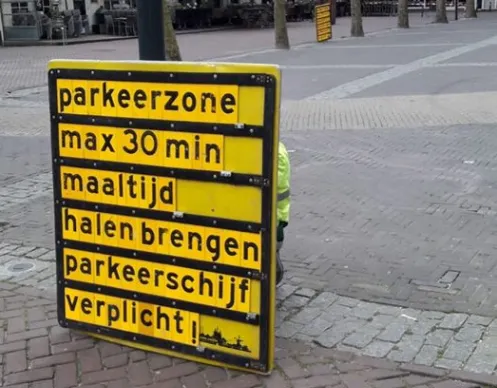 parkeerzone
max 30 min
maaltijd
halen brengen
parkeerschijf
verplicht!